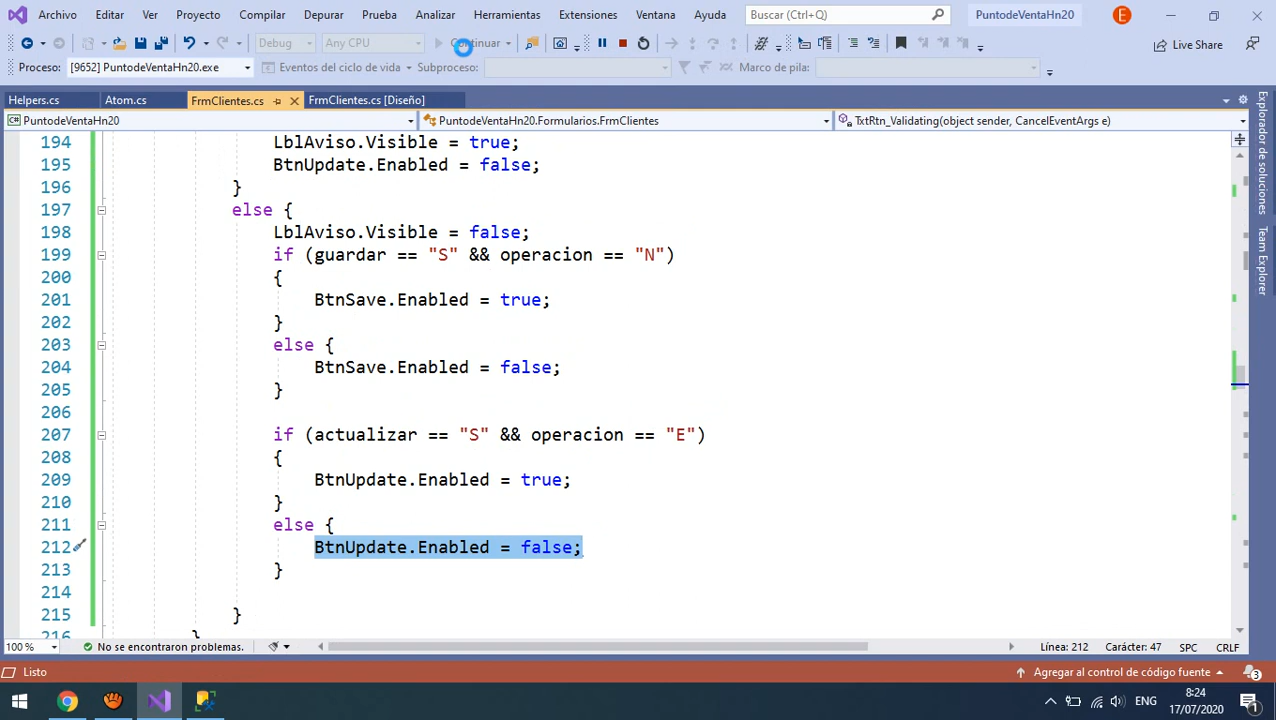 Archivo Editar Ver Proyecto Compilar Depurar Prueba Analizar Herramientas Extensiones Ventana Ayuda Buscar (Ctrl+Q) PuntodeVentaHn20 E
Debug Any CPU Continuar Live Share
Proceso: [9652] PuntodeVentaHn20.exe Eventos del ciclo de vida Subproceso: Marco de pila:
Helpers.cs Atom.cs FrmClientes.cs FrmClientes.cs [Diseño]
PuntodeVentaHn20 PuntodeVentaHn20.Formularios.FrmClientes TxtRtn_Validating(object sender, CancelEventArgs e)
194 LblAviso.Visible = true;
195 BtnUpdate.Enabled = false;
196 }
197 else {
198 LblAviso.Visible = false;
199 if (guardar == "S" && operacion == "N")
200 {
201 BtnSave.Enabled = true;
202 }
203 else {
204 BtnSave.Enabled = false;
205 }
206
207 if (actualizar == "S" && operacion == "E")
208 {
209 BtnUpdate.Enabled = true;
210 }
211 else {
212 BtnUpdate.Enabled = false;
213 }
214
215 }
216 }
Explorador de soluciones
Team Explorer
100 % No se encontraron problemas. Línea: 212 Carácter: 47 SPC CRLF
Listo Agregar al control de código fuente 3
ENG 8:24
17/07/2020 1